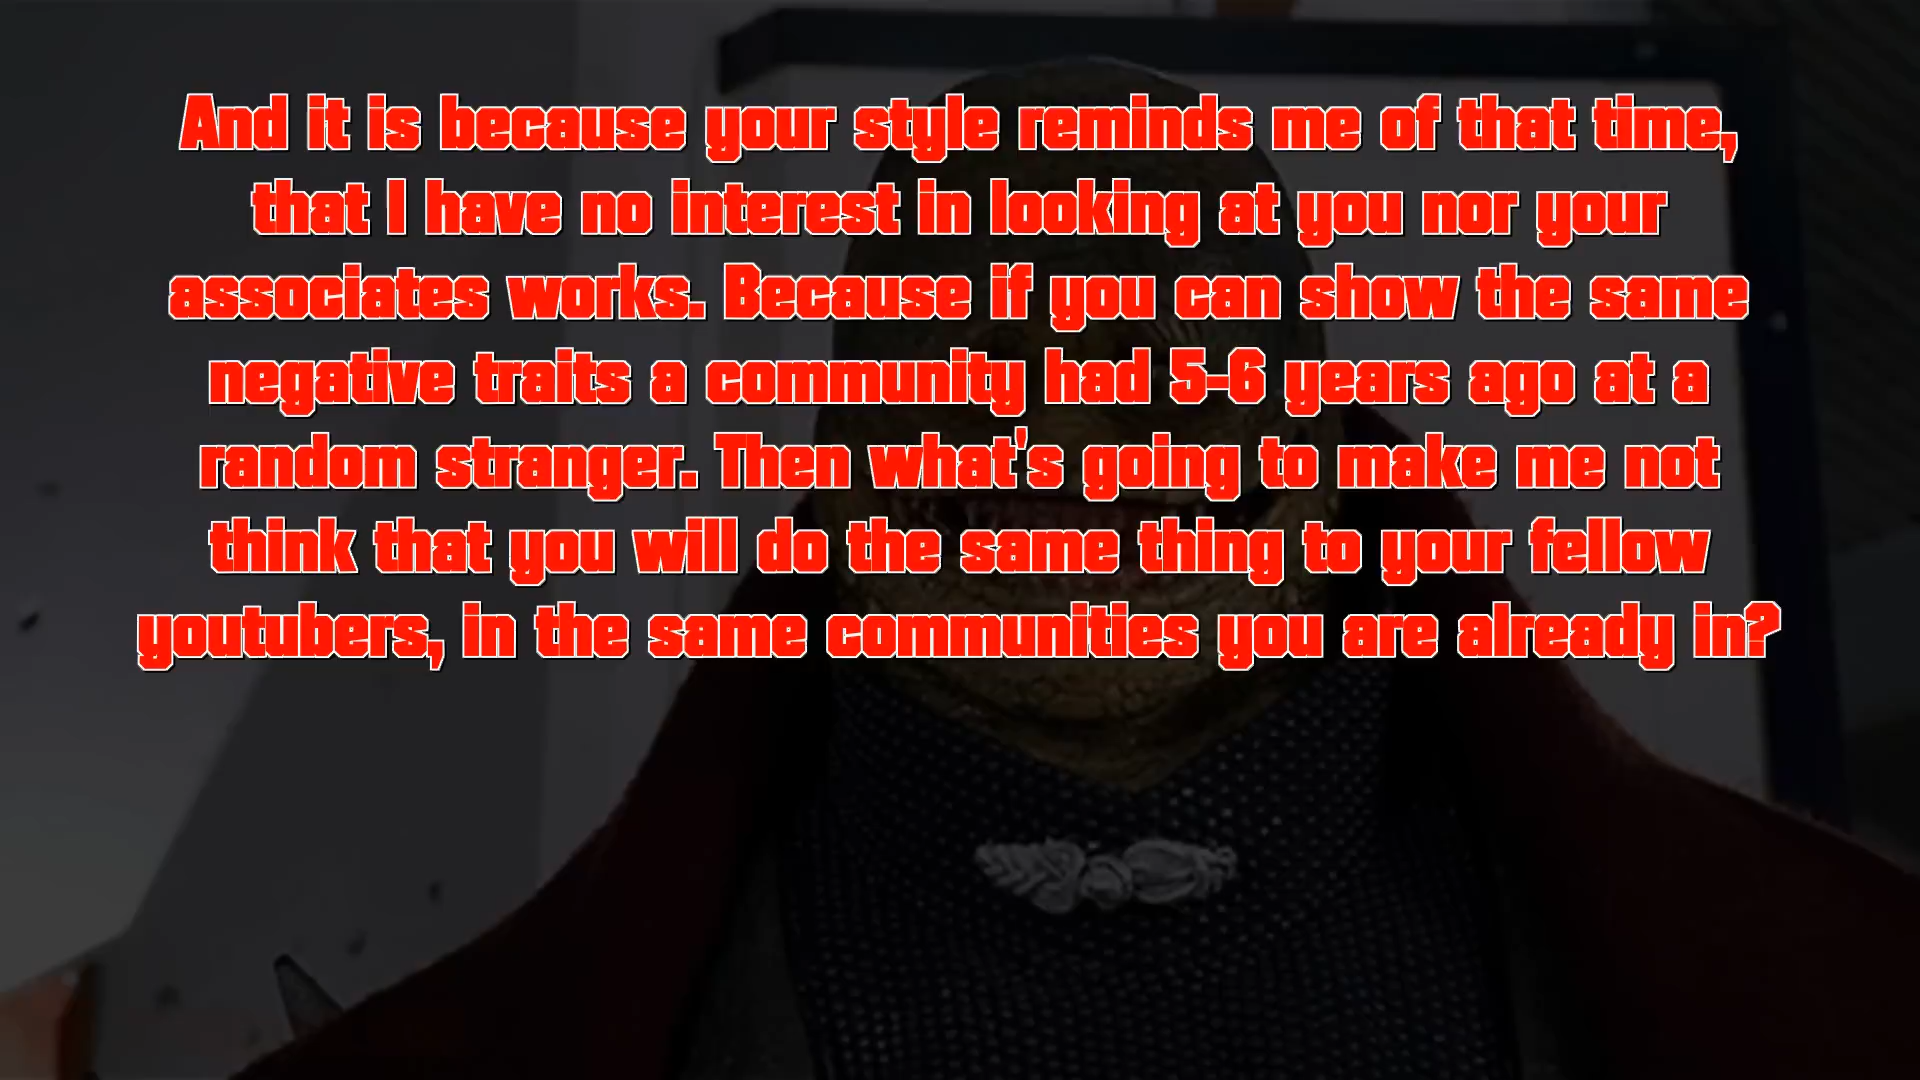 And it is because your style reminds me of that time,
that I have no interest in looking at you nor your
associates works. Because if you can show the same
negative traits a community had 5-6 years ago at a
random stranger. Then what's going to make me not
think that you will do the same thing to your fellow
youtubers, in the same communities you are already in?